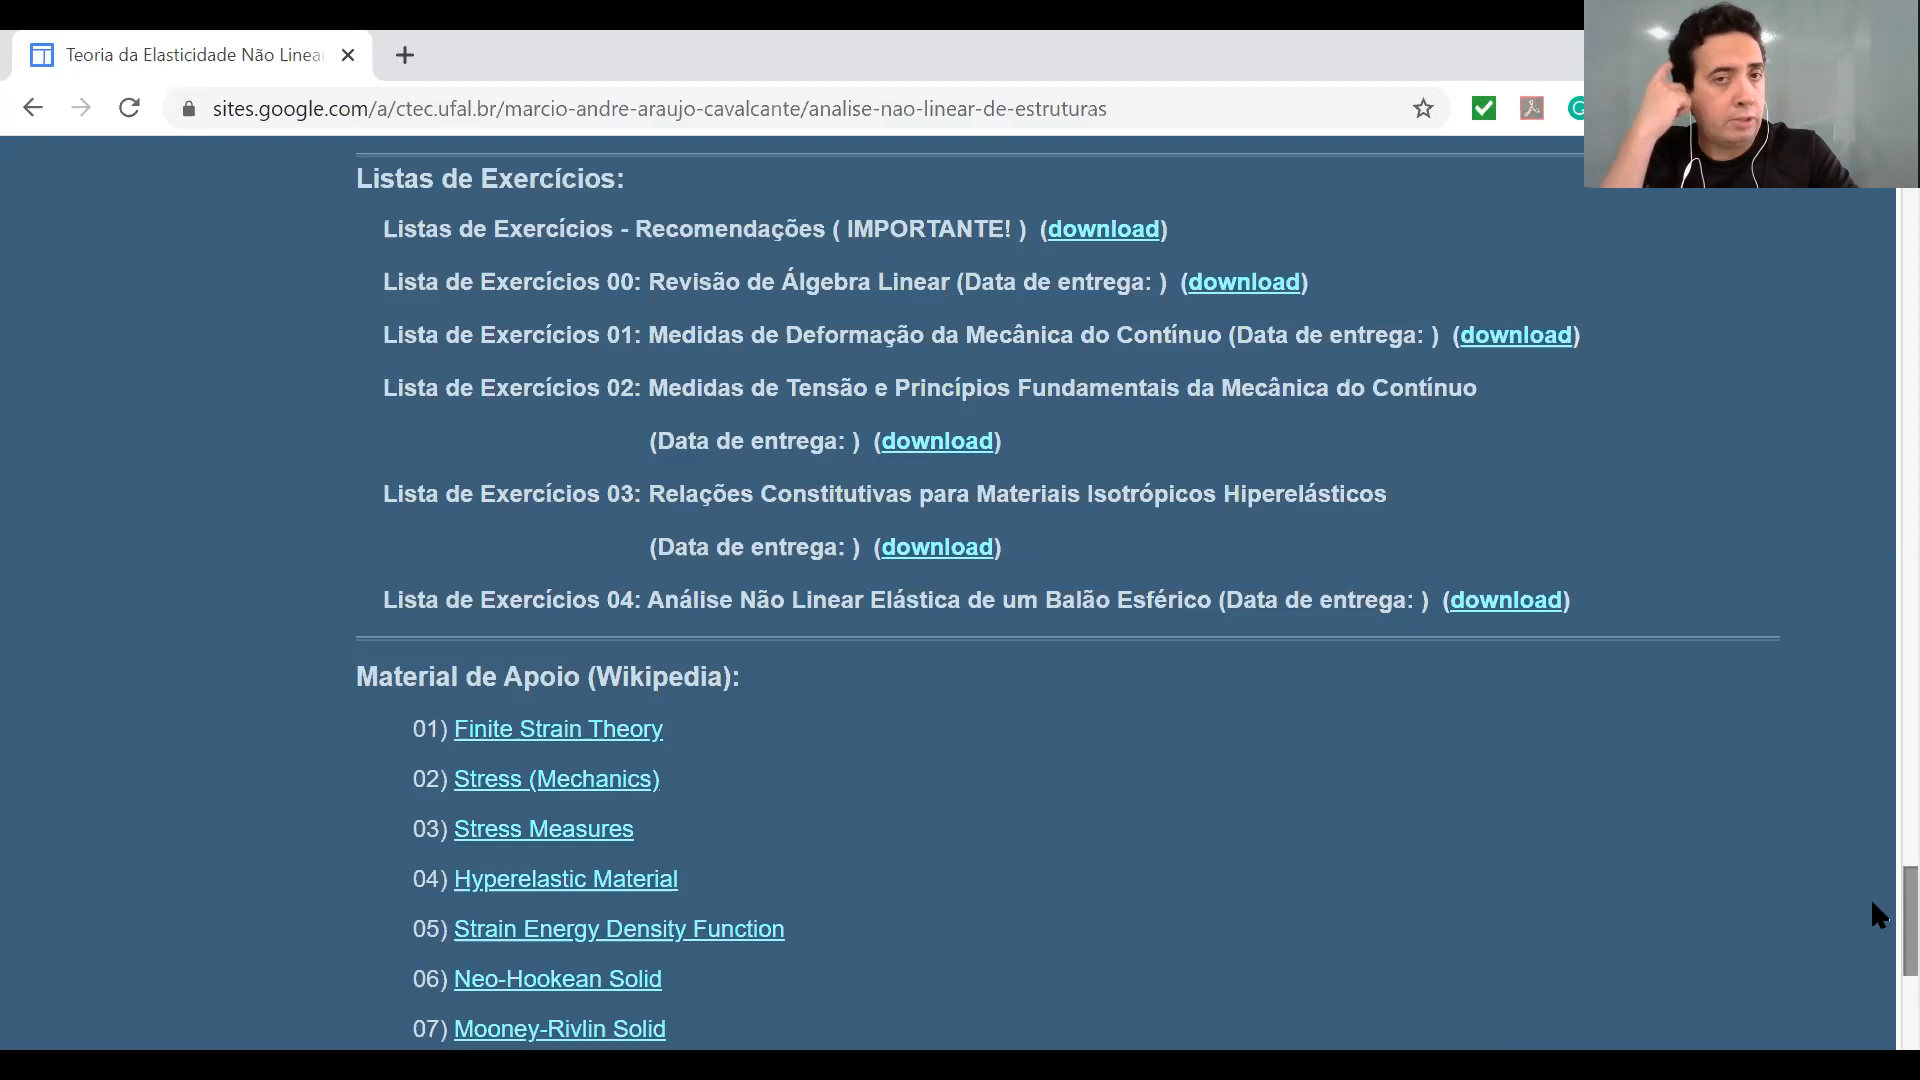 Teoria da Elasticidade Não Linea
sites.google.com/a/ctec.ufal.br/marcio-andre-araujo-cavalcante/analise-nao-linear-de-estruturas
Listas de Exercícios:
Listas de Exercícios - Recomendações ( IMPORTANTE! ) (download)
Lista de Exercícios 00: Revisão de Álgebra Linear (Data de entrega: ) (download)
Lista de Exercícios 01: Medidas de Deformação da Mecânica do Contínuo (Data de entrega: ) (download)
Lista de Exercícios 02: Medidas de Tensão e Princípios Fundamentais da Mecânica do Contínuo
(Data de entrega: ) (download)
Lista de Exercícios 03: Relações Constitutivas para Materiais Isotrópicos Hiperelásticos
(Data de entrega: ) (download)
Lista de Exercícios 04: Análise Não Linear Elástica de um Balão Esférico (Data de entrega: ) (download)
Material de Apoio (Wikipedia):
01) Finite Strain Theory
02) Stress (Mechanics)
03) Stress Measures
04) Hyperelastic Material
05) Strain Energy Density Function
06) Neo-Hookean Solid
07) Mooney-Rivlin Solid